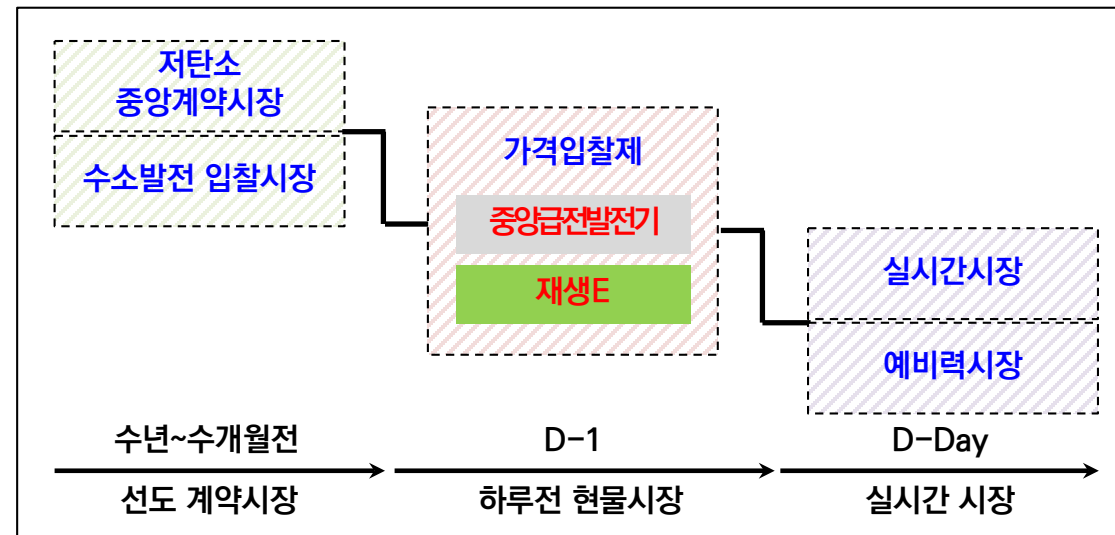 저탄소
중앙계약시장
수소발전 입찰시장
가격입찰제
중앙급전발전기
재생E
실시간시장
예비력시장
수년~수개월전
선도 계약시장
D-1
하루전 현물시장
D-Day
실시간 시장